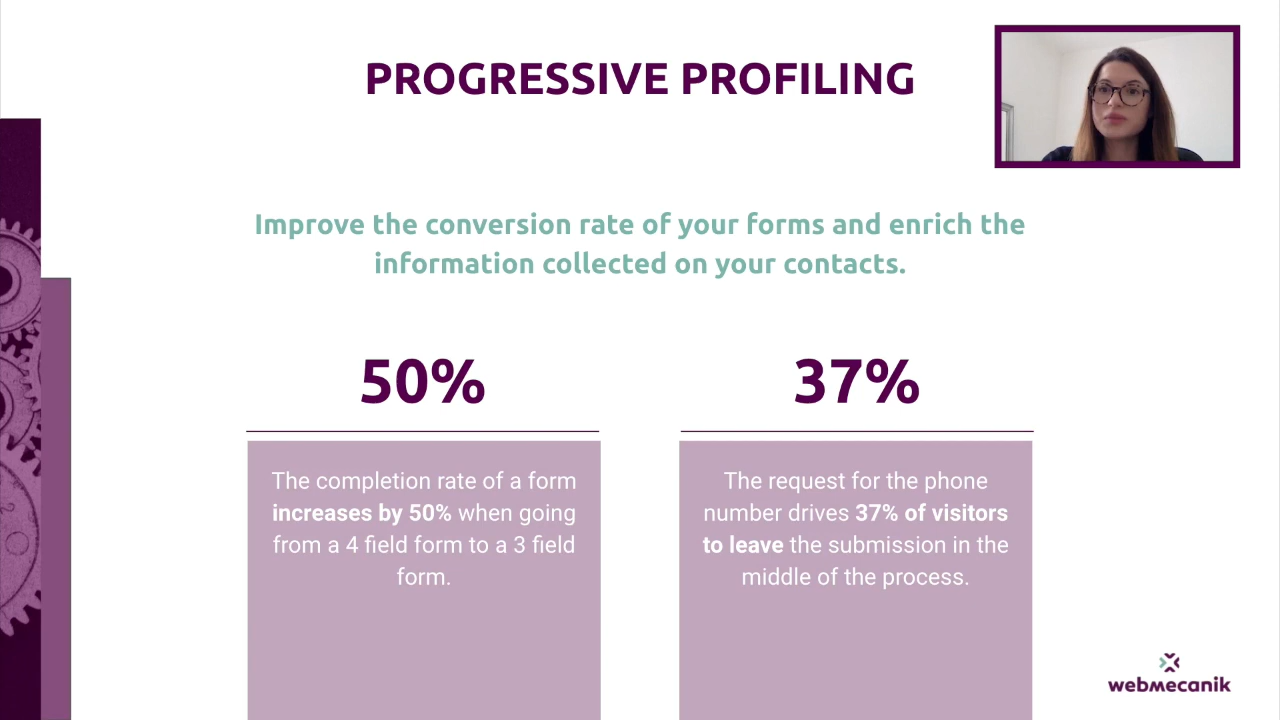 PROGRESSIVE PROFILING
Improve the conversion rate of your forms and enrich the
information collected on your contacts.
50%
The completion rate of a form
increases by 50% when going
from a 4 field form to a 3 field
form.
37%
The request for the phone
number drives 37% of visitors
to leave the submission in the
middle of the process.
webmecanik